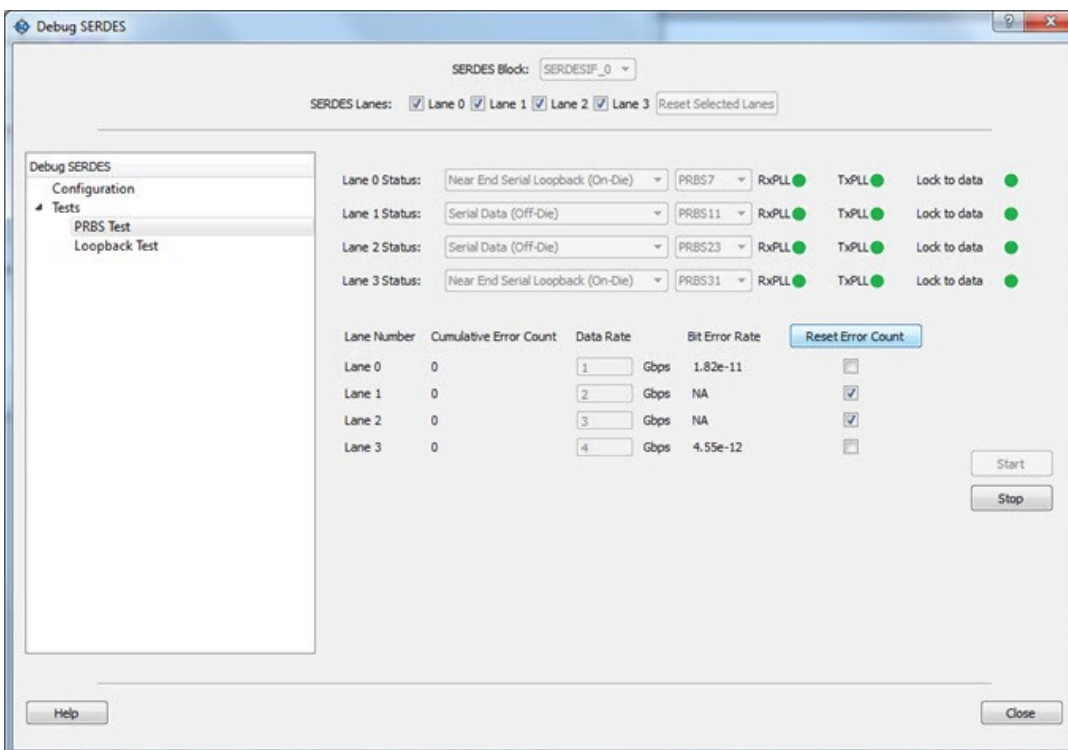 Debug SERDES
SERDES Block: SERDESIF_0
SERDES Lanes: Lane 0 Lane 1 Lane 2 Lane 3 Reset Selected Lanes
Debug SERDES
Configuration
Tests
PRBS Test
Loopback Test
Lane 0 Status: Near End Serial Loopback (On-Die) PRBS7 RxPLL TxPLL Lock to data
Lane 1 Status: Serial Data (Off-Die) PRBS11 RxPLL TxPLL Lock to data
Lane 2 Status: Serial Data (Off-Die) PRBS23 RxPLL TxPLL Lock to data
Lane 3 Status: Near End Serial Loopback (On-Die) PRBS31 RxPLL TxPLL Lock to data
Lane Number Cumulative Error Count Data Rate Bit Error Rate Reset Error Count
Lane 0 0 1 Gbps 1.82e-11
Lane 1 0 2 Gbps NA
Lane 2 0 3 Gbps NA
Lane 3 0 4 Gbps 4.55e-12
Start
Stop
Help Close